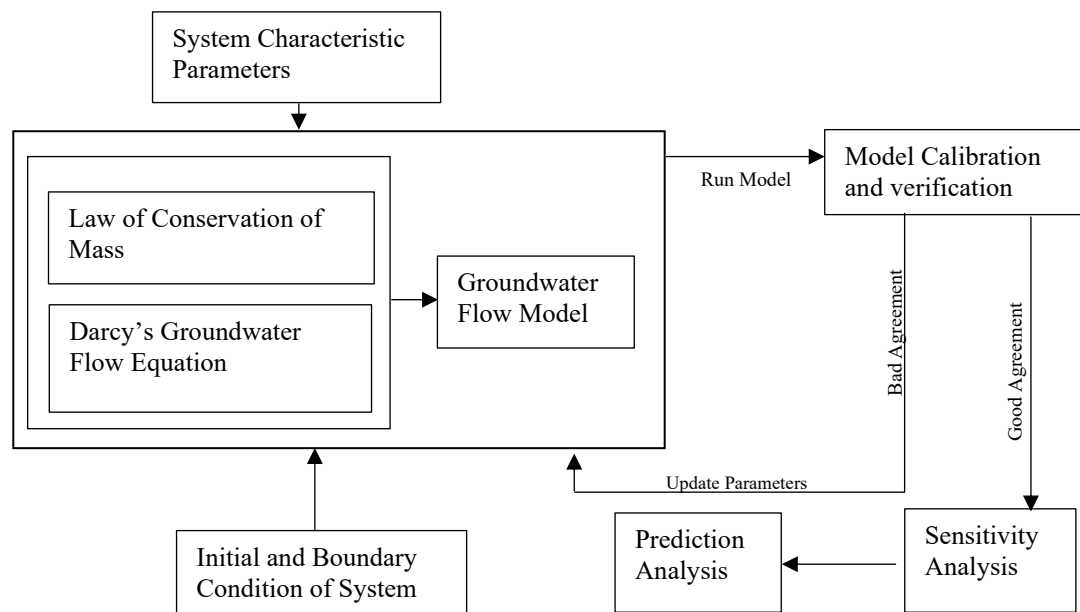 System Characteristic
Parameters
Law of Conservation of
Mass
Darcy’s Groundwater
Flow Equation
Groundwater
Flow Model
Run Model
Model Calibration
and verification
Bad Agreement
Good Agreement
Update Parameters
Initial and Boundary
Condition of System
Prediction
Analysis
Sensitivity
Analysis